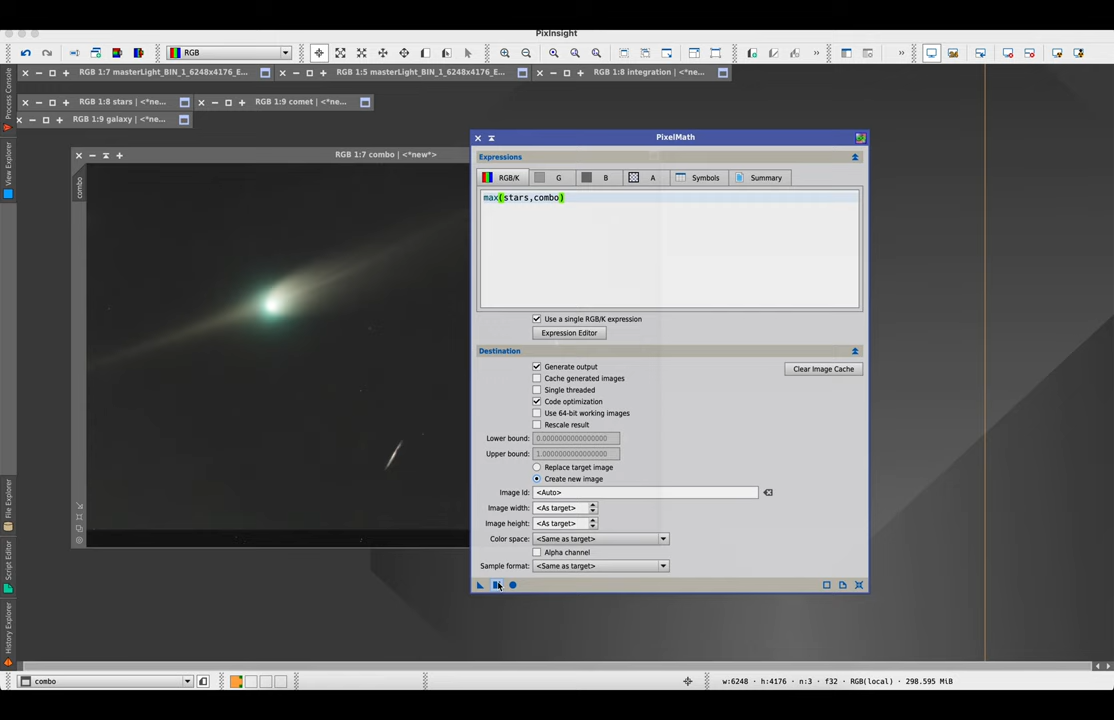 PixInsight
RGB
RGB 1:7 masterLight_BIN_1_6248x4176_E...
RGB 1:5 masterLight_BIN_1_6248x4176_E...
RGB 1:8 integration | <*ne...
RGB 1:8 stars | <*ne...
RGB 1:9 comet | <*ne...
RGB 1:9 galaxy | <*ne...
Process Console
View Explorer
File Explorer
Script Editor
History Explorer
RGB 1:7 combo | <*new*>
combo
PixelMath
Expressions
RGB/K
G
B
A
Symbols
Summary
max(stars,combo)
Use a single RGB/K expression
Expression Editor
Destination
Generate output
Clear Image Cache
Cache generated images
Single threaded
Code optimization
Use 64-bit working images
Rescale result
Lower bound: 0.000000000000000
Upper bound: 1.000000000000000
Replace target image
Create new image
Image Id: <Auto>
Image width: <As target>
Image height: <As target>
Color space: <Same as target>
Alpha channel
Sample format: <Same as target>
combo
w:6248 · h:4176 · n:3 · f32 · RGB(local) · 298.595 MiB